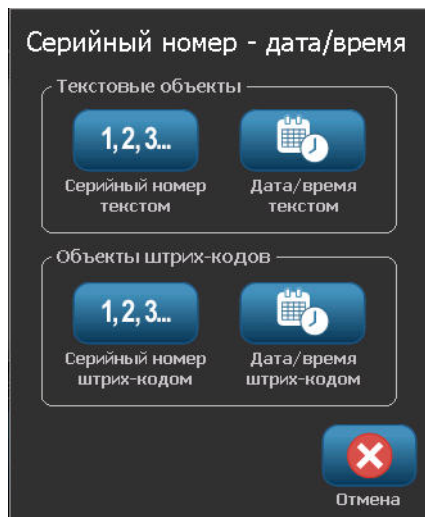 Серийный номер - дата/время
Текстовые объекты
1, 2, 3...
Серийный номер
текстом
Дата/время
текстом
Объекты штрих-кодов
1, 2, 3...
Серийный номер
штрих-кодом
Дата/время
штрих-кодом
Отмена